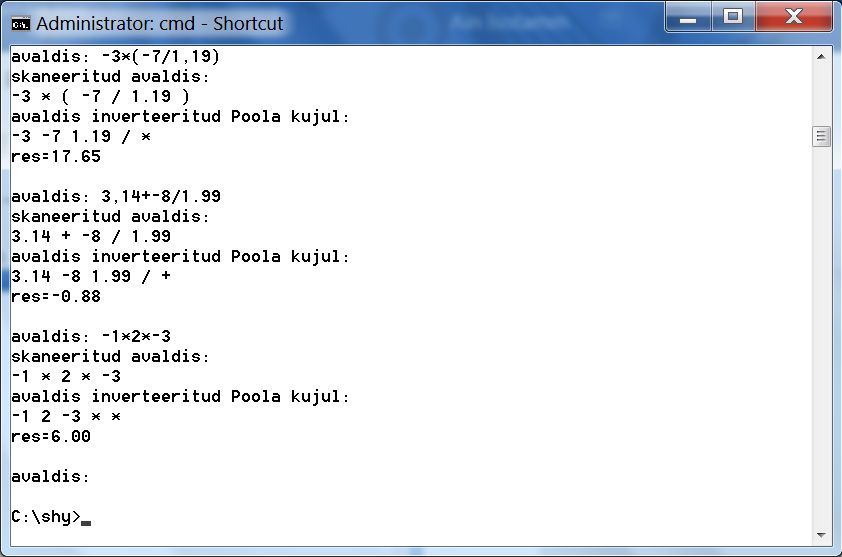 Administrator: cmd - Shortcut
avaldis: -3*(-7/1,19)
skaneeritud avaldis:
-3 * ( -7 / 1.19 )
avaldis inverteeritud Poola kujul:
-3 -7 1.19 / *
res=17.65
avaldis: 3,14+-8/1.99
skaneeritud avaldis:
3.14 + -8 / 1.99
avaldis inverteeritud Poola kujul:
3.14 -8 1.99 / +
res=-0.88
avaldis: -1*2*-3
skaneeritud avaldis:
-1 * 2 * -3
avaldis inverteeritud Poola kujul:
-1 2 -3 * *
res=6.00
avaldis:
C:\shy>